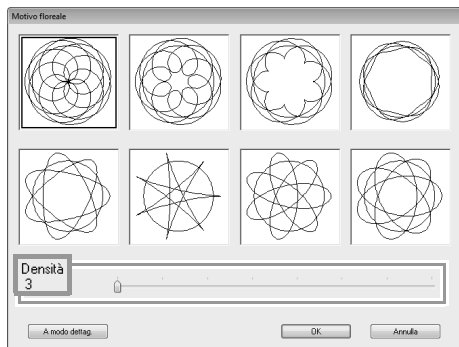 Motivo floreale
Densità
3
A modo dettag.
OK
Annulla